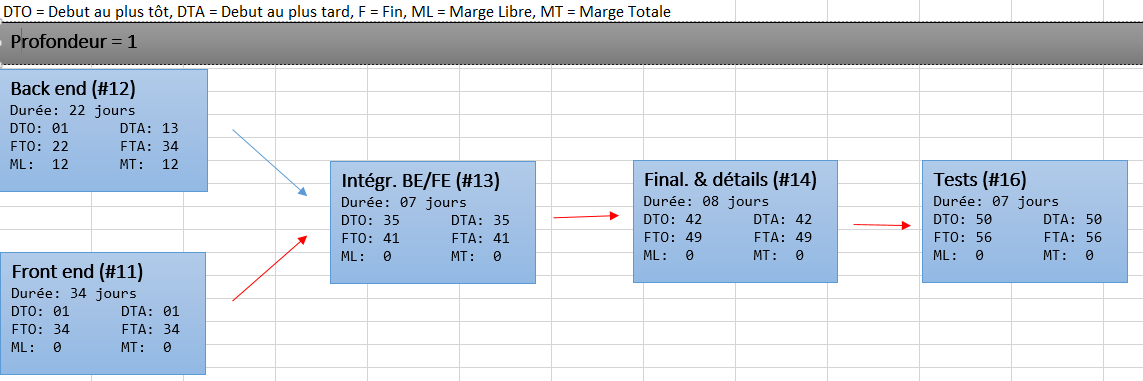 DTO = Debut au plus tôt, DTA = Debut au plus tard, F = Fin, ML = Marge Libre, MT = Marge Totale
Profondeur = 1
Back end (#12)
Durée: 22 jours
DTO: 01 DTA: 13
FTO: 22 FTA: 34
ML: 12 MT: 12
Front end (#11)
Durée: 34 jours
DTO: 01 DTA: 01
FTO: 34 FTA: 34
ML: 0 MT: 0
Intégr. BE/FE (#13)
Durée: 07 jours
DTO: 35 DTA: 35
FTO: 41 FTA: 41
ML: 0 MT: 0
Final. & détails (#14)
Durée: 08 jours
DTO: 42 DTA: 42
FTO: 49 FTA: 49
ML: 0 MT: 0
Tests (#16)
Durée: 07 jours
DTO: 50 DTA: 50
FTO: 56 FTA: 56
ML: 0 MT: 0